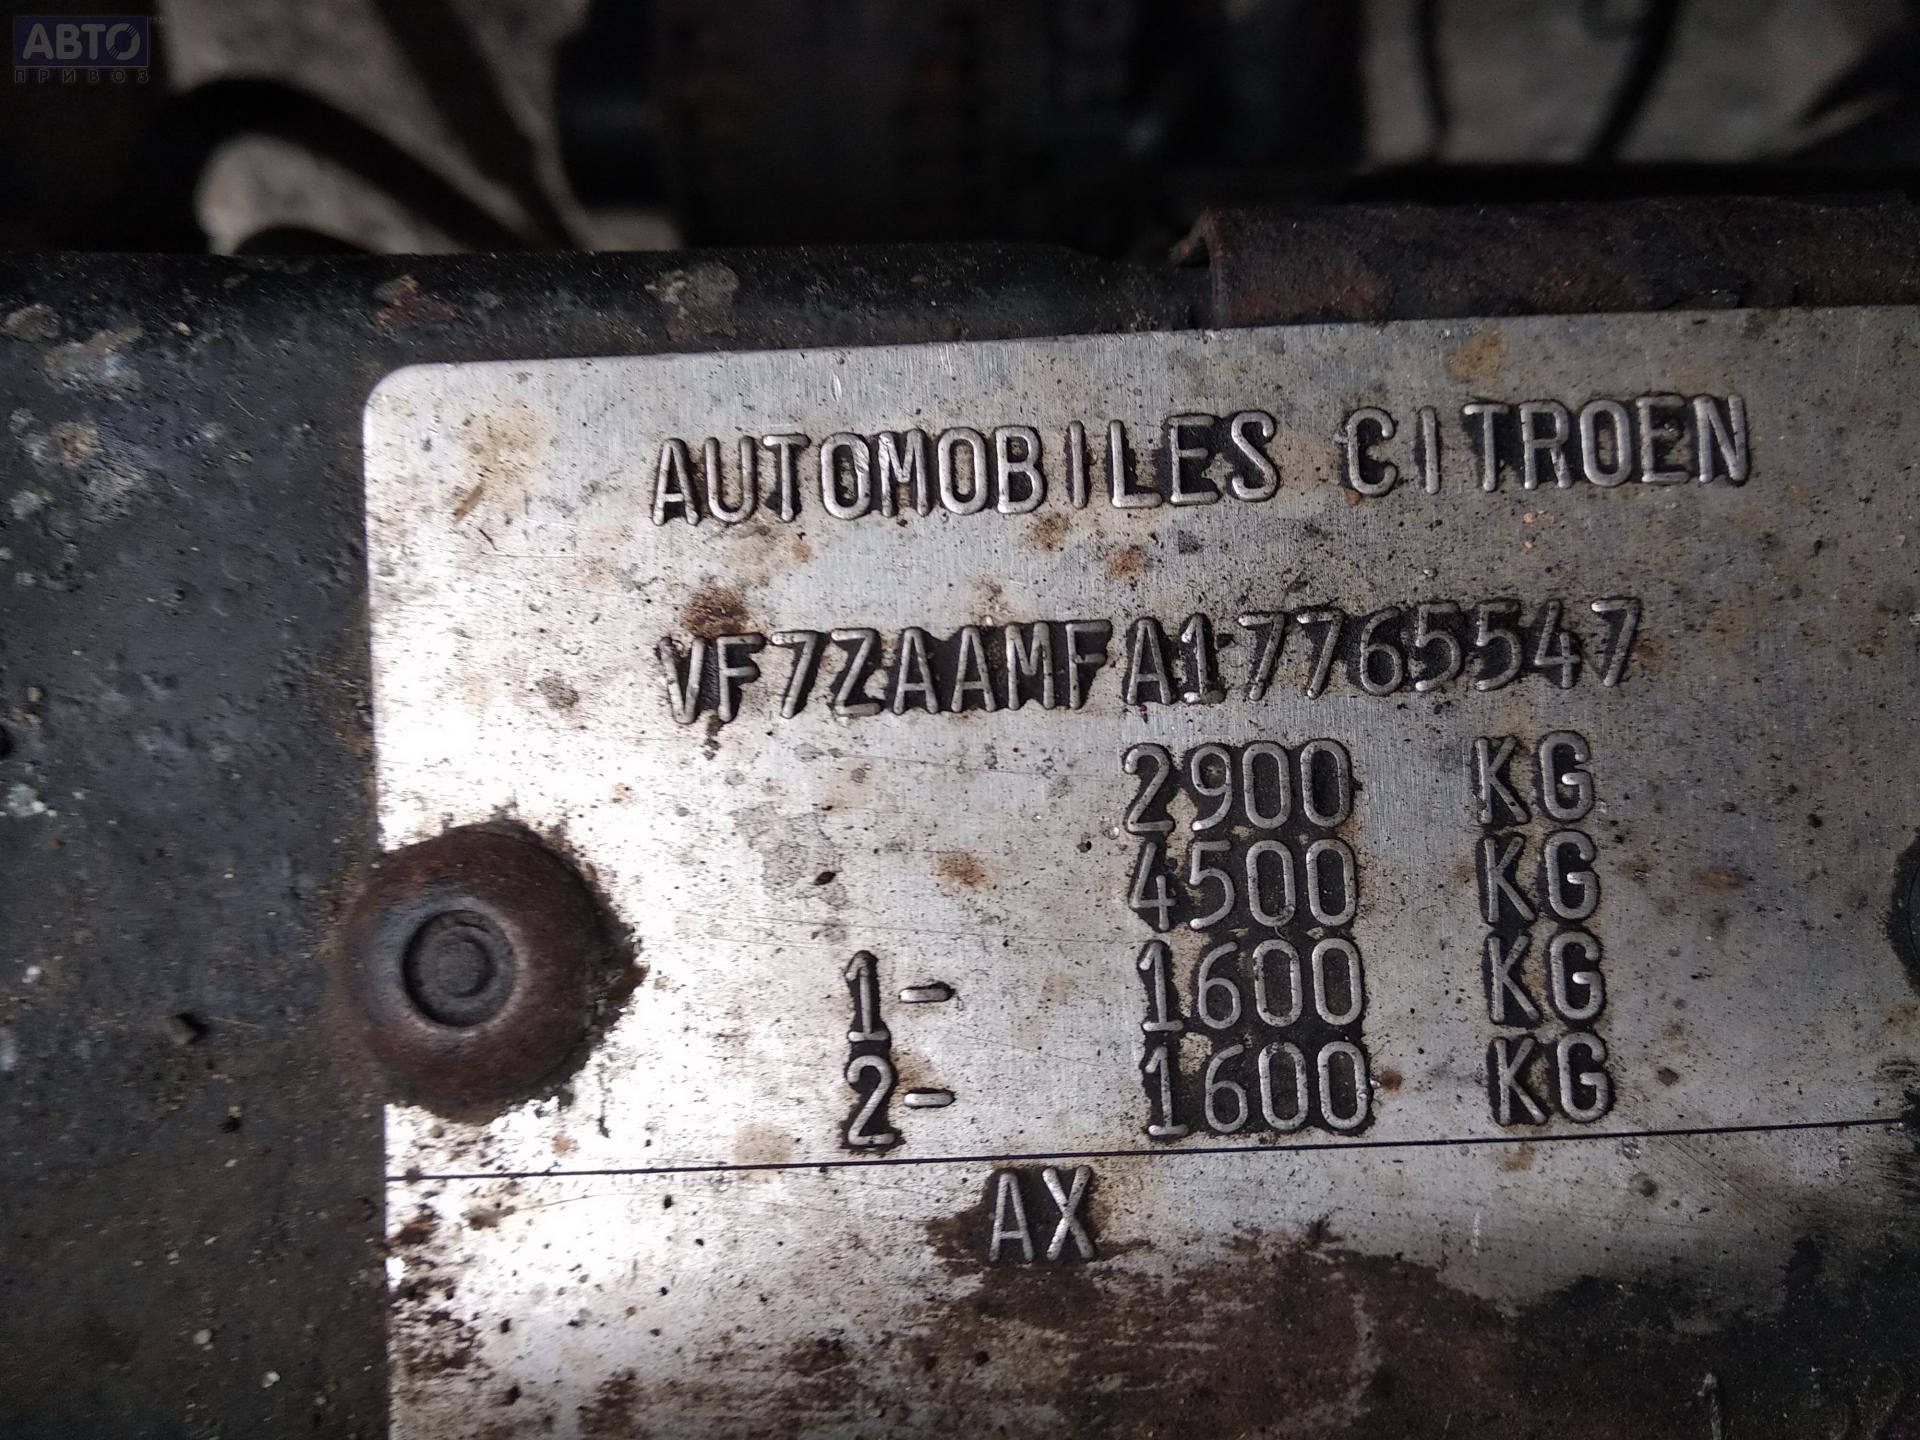 АВТО
ПРИВОЗ
AUTOMOBILES CITROEN
VF7ZAAMFA17765547
2900 KG
4500 KG
1- 1600 KG
2- 1600 KG
AX